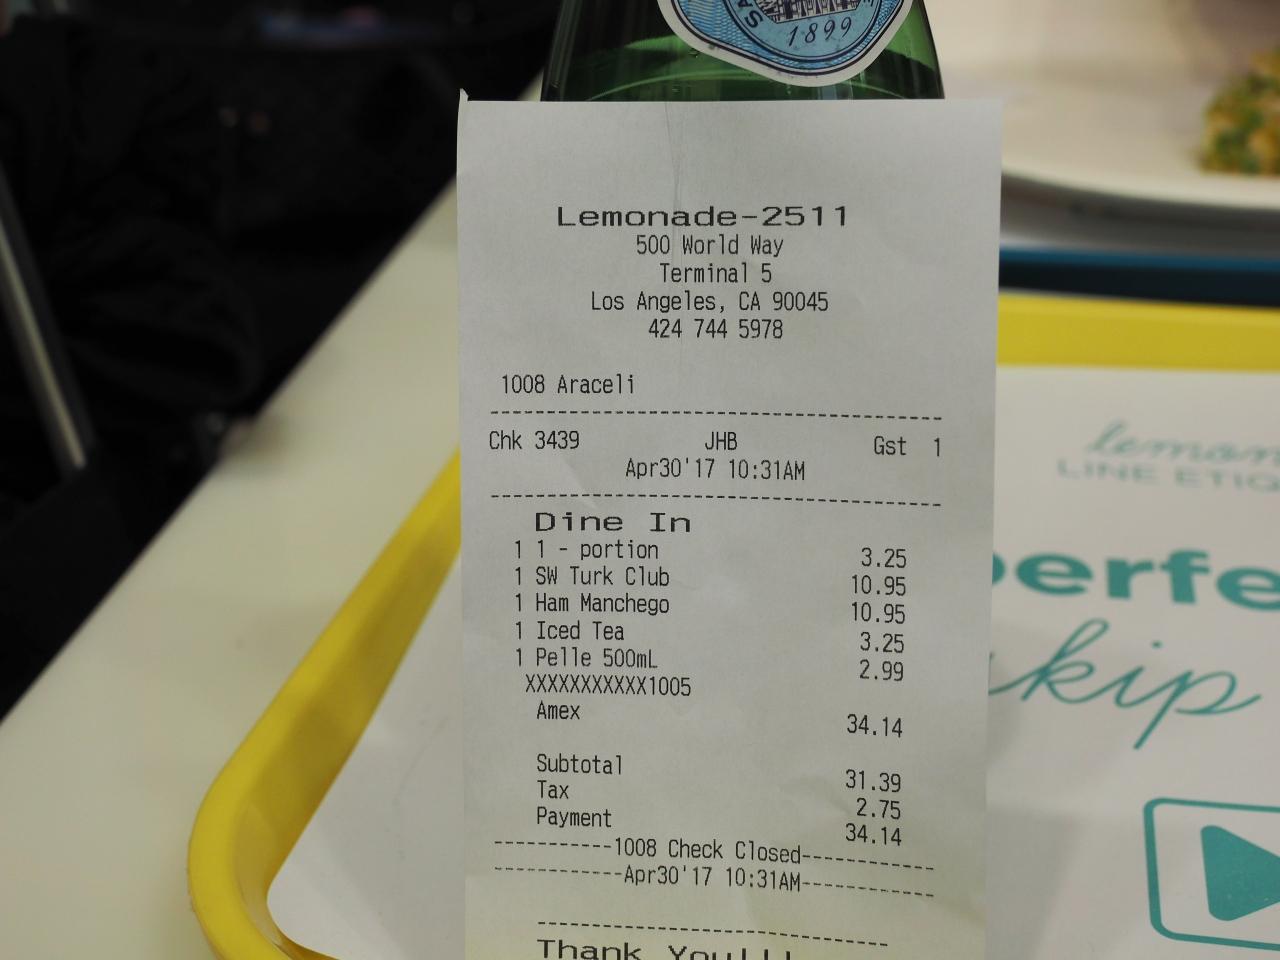 1899
Lemonade-2511
500 World Way
Terminal 5
Los Angeles, CA 90045
424 744 5978
1008 Araceli
Chk 3439 JHB Gst 1
Apr30'17 10:31AM
Dine In
1 1 - portion 3.25
1 SW Turk Club 10.95
1 Ham Manchego 10.95
1 Iced Tea 3.25
1 Pelle 500mL 2.99
XXXXXXXXXXX1005
Amex 34.14
Subtotal 31.39
Tax 2.75
Payment 34.14
----------1008 Check Closed----------
-----------Apr30'17 10:31AM-----------
Thank You!!!
lemon
LINE ETIQ
perfe
skip